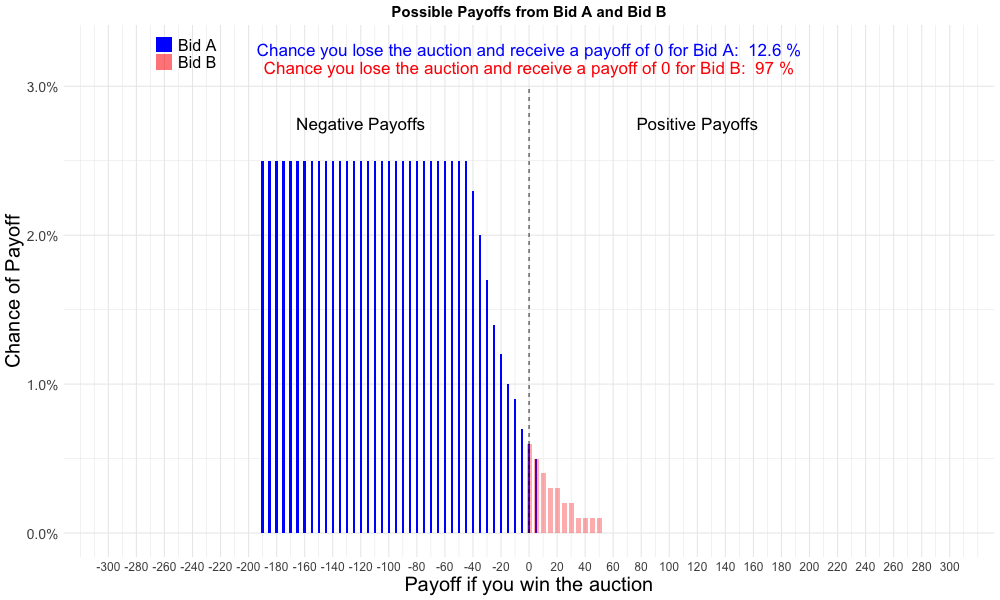 Possible Payoffs from Bid A and Bid B
Bid A
Bid B
Chance you lose the auction and receive a payoff of 0 for Bid A:  12.6 %
Chance you lose the auction and receive a payoff of 0 for Bid B:  97 %
Negative Payoffs
Positive Payoffs
Chance of Payoff
3.0%
2.0%
1.0%
0.0%
-300 -280 -260 -240 -220 -200 -180 -160 -140 -120 -100 -80 -60 -40 -20 0 20 40 60 80 100 120 140 160 180 200 220 240 260 280 300
Payoff if you win the auction